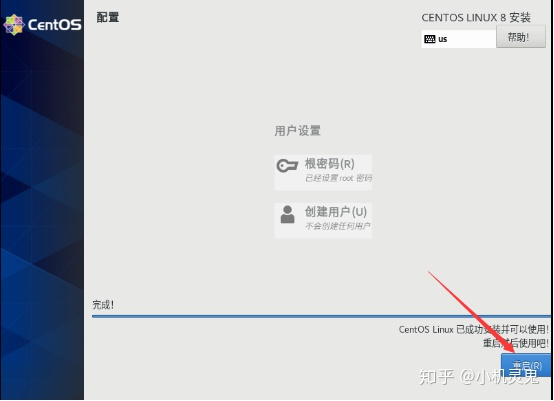 CentOS
配置
CENTOS LINUX 8 安装
us
帮助!
用户设置
根密码(R)
已经设置 root 密码
创建用户(U)
不会创建任何用户
完成!
CentOS Linux 已成功安装并可以使用!
重启然后使用吧!
重启(R)
知乎 @小机灵鬼